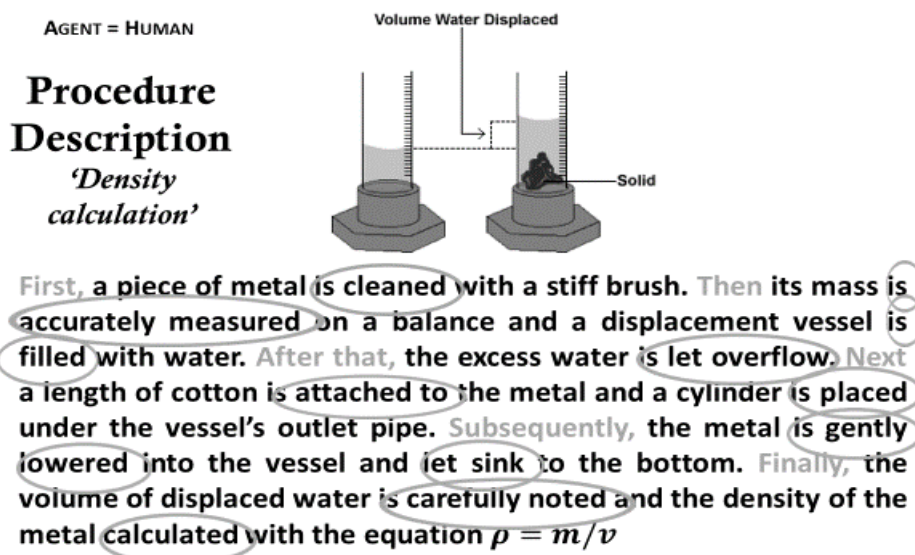 AGENT = HUMAN
Procedure
Description
‘Density
calculation’
Volume Water Displaced
Solid
First, a piece of metal is cleaned with a stiff brush. Then its mass is
accurately measured on a balance and a displacement vessel is
filled with water. After that, the excess water is let overflow. Next
a length of cotton is attached to the metal and a cylinder is placed
under the vessel’s outlet pipe. Subsequently, the metal is gently
lowered into the vessel and let sink to the bottom. Finally, the
volume of displaced water is carefully noted and the density of the
metal calculated with the equation ρ = m/v